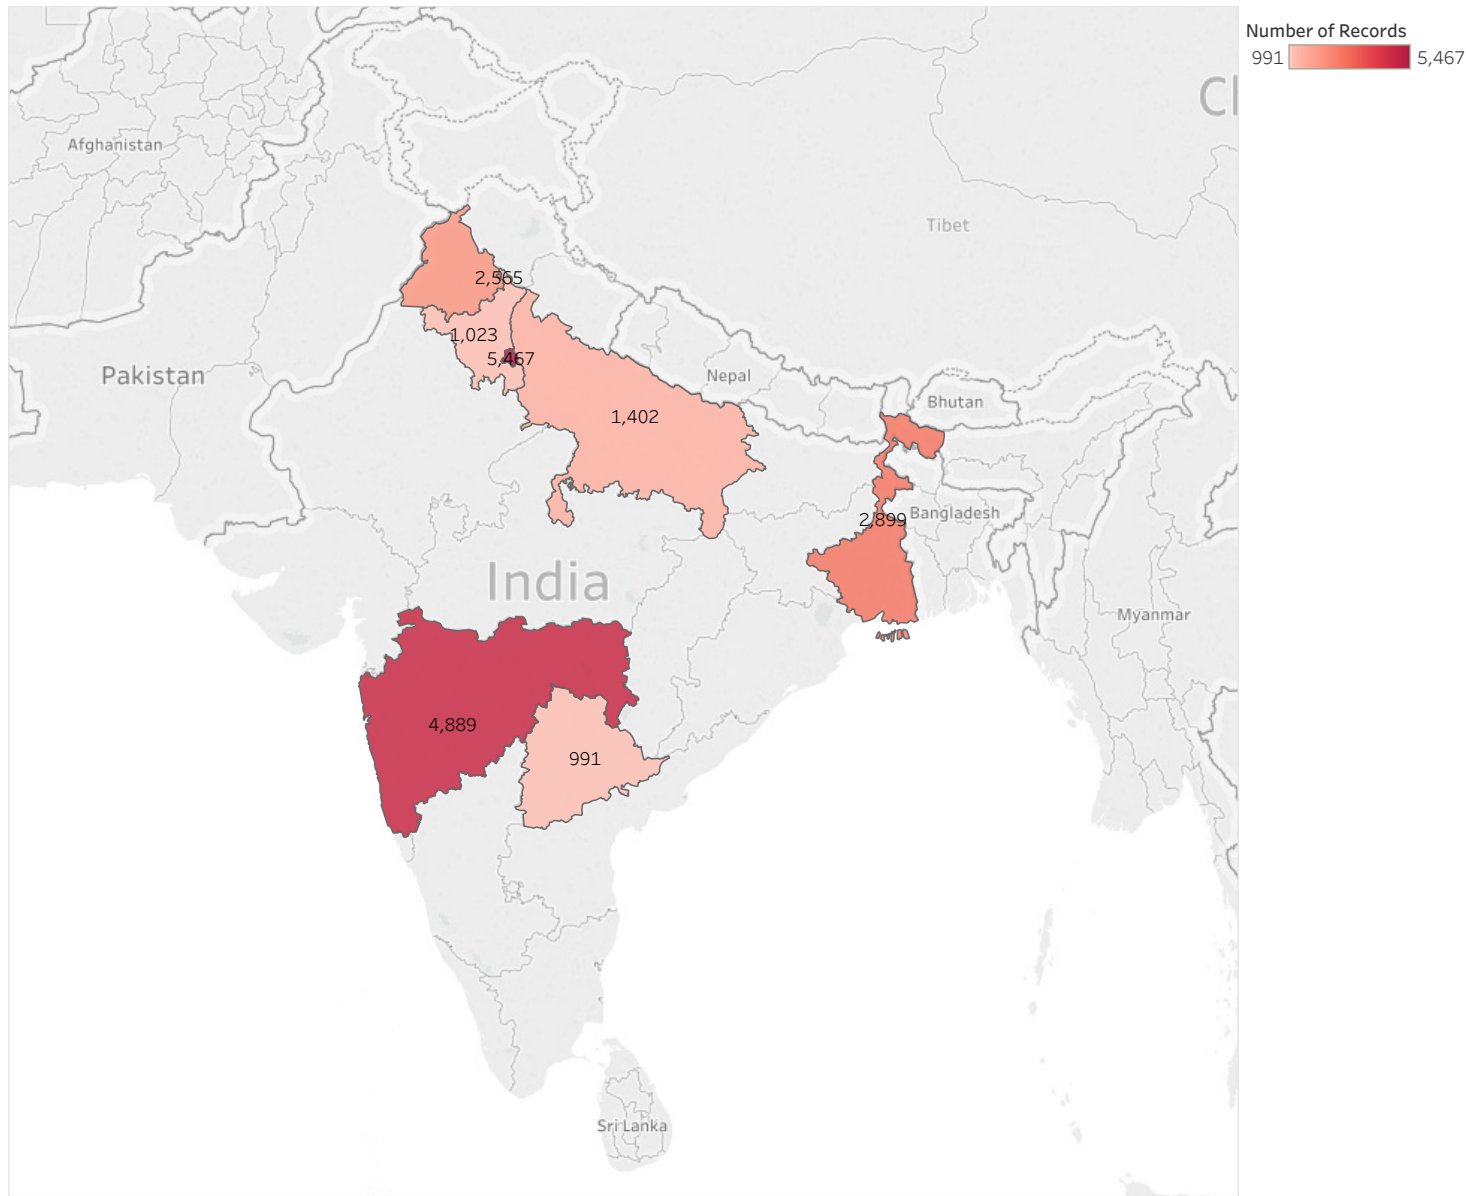 Number of Records
991 5,467
Cl
Afghanistan
Tibet
2,565
1,023
5,467
Pakistan
Nepal
Bhutan
1,402
2,899
Bangladesh
India
Myanmar
4,889
991
Sri Lanka